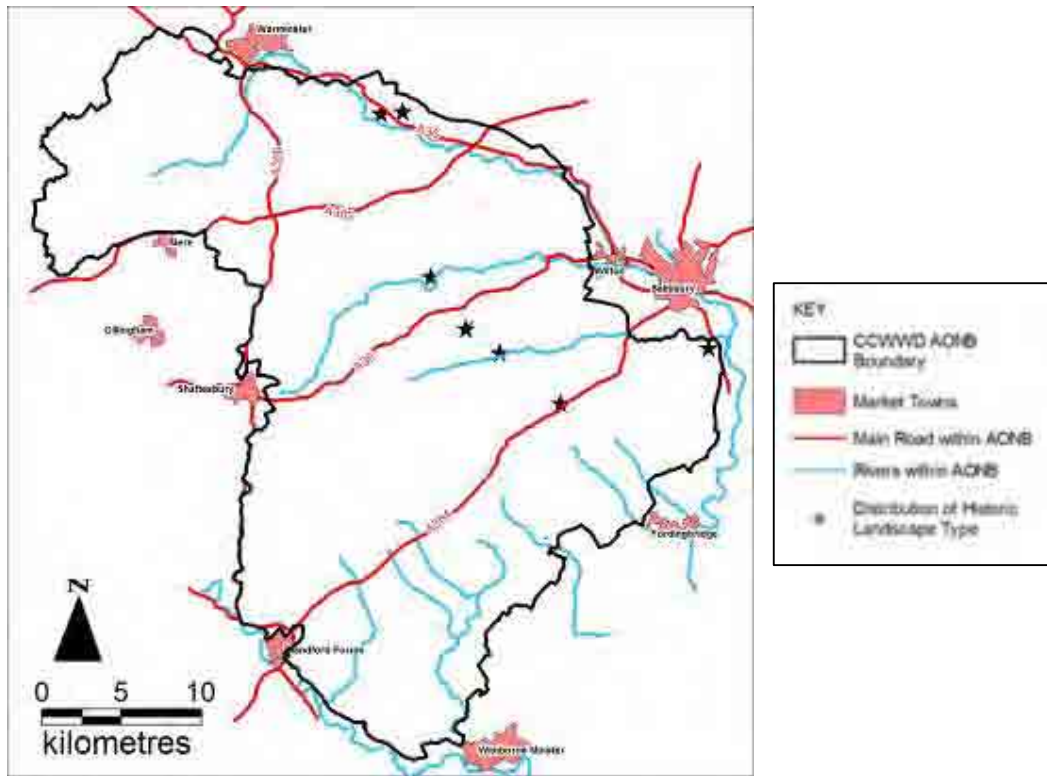 Warminster
A36
A350
A303
Mere
Wilton
Salisbury
Gillingham
A30
Shaftesbury
A354
Fordingbridge
Blandford Forum
Wimborne Minster
N
0 5 10
kilometres
KEY
CCWWD AONB
Boundary
Market Towns
Main Road within AONB
Rivers within AONB
Distribution of Historic
Landscape Type